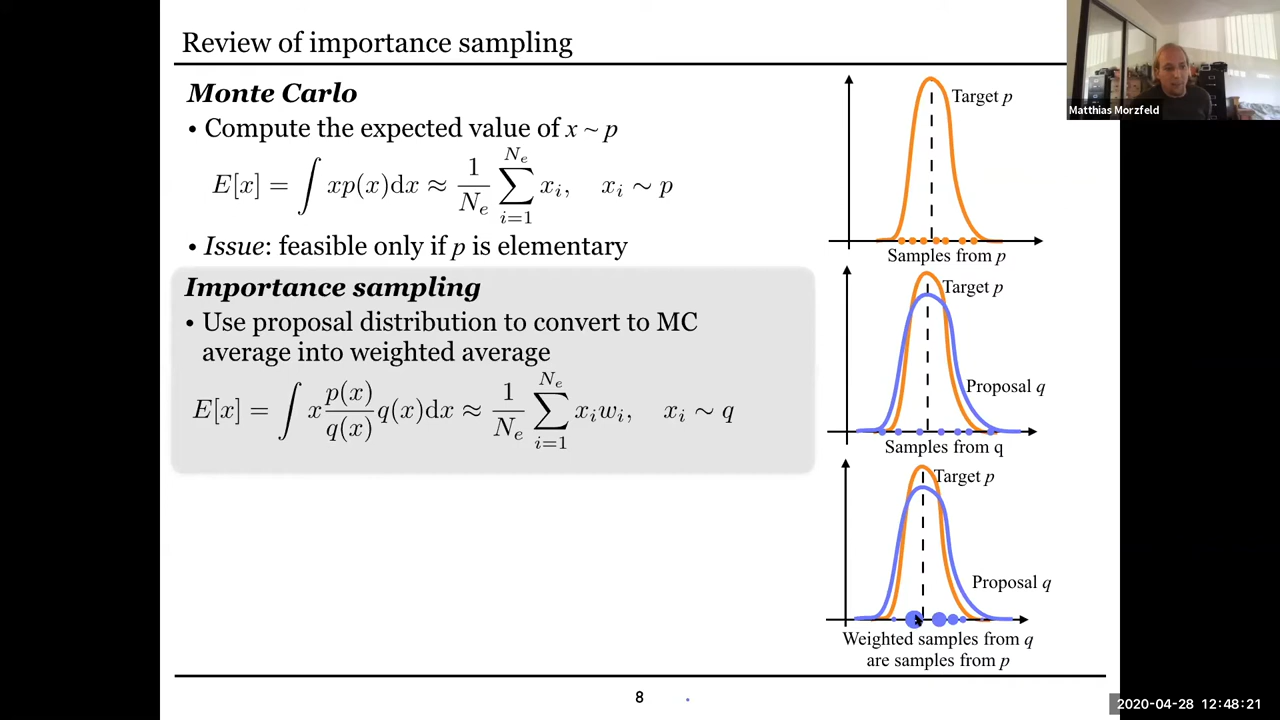 Review of importance sampling
Monte Carlo
• Compute the expected value of x ~ p
E[x] = ∫ xp(x)dx ≈ 1/N_e ∑_{i=1}^{N_e} x_i, x_i ∼ p
• Issue: feasible only if p is elementary
Importance sampling
• Use proposal distribution to convert to MC
average into weighted average
E[x] = ∫ x p(x)/q(x) q(x)dx ≈ 1/N_e ∑_{i=1}^{N_e} x_i w_i, x_i ∼ q
Target p
Samples from p
Target p
Proposal q
Samples from q
Target p
Proposal q
Weighted samples from q
are samples from p
Matthias Morzfeld
8
2020-04-28 12:48:21